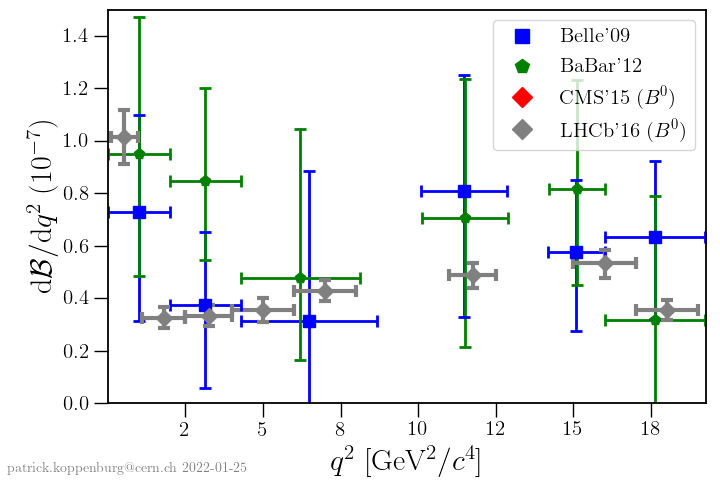 1.4
1.2
1.0
0.8
0.6
0.4
0.2
0.0
dℬ/dq² (10⁻⁷)
Belle'09
BaBar'12
CMS'15 (B⁰)
LHCb'16 (B⁰)
2 5 8 10 12 15 18
q² [GeV²/c⁴]
patrick.koppenburg@cern.ch 2022-01-25